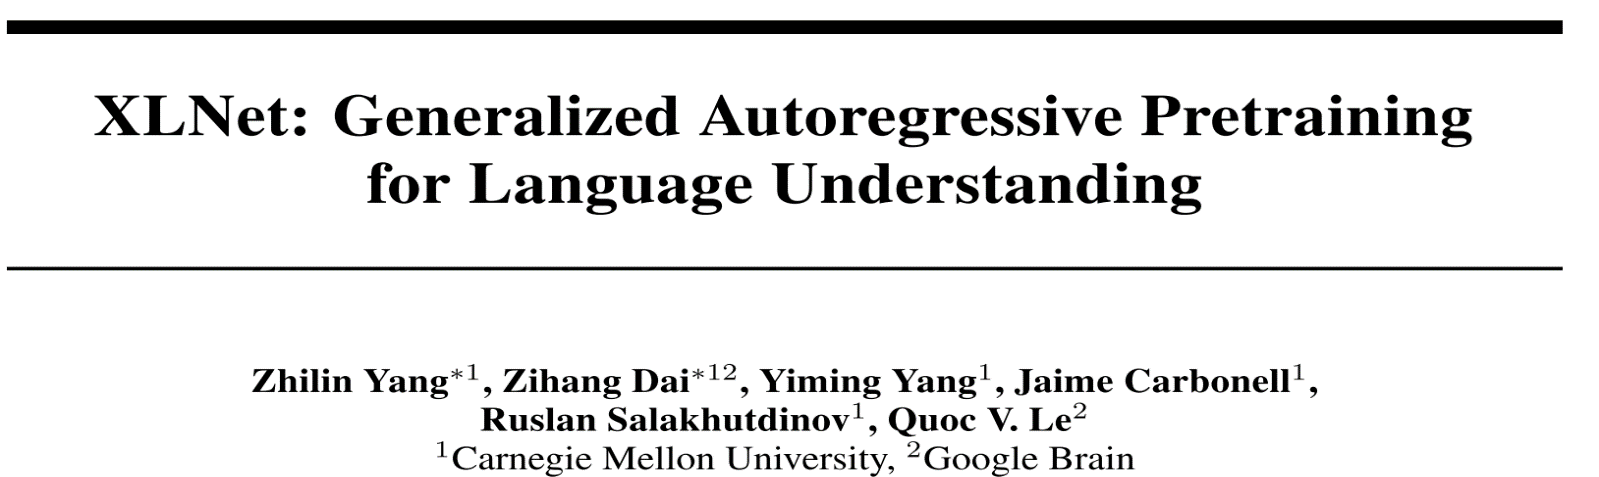 XLNet: Generalized Autoregressive Pretraining
for Language Understanding
Zhilin Yang∗1, Zihang Dai∗12, Yiming Yang1, Jaime Carbonell1,
Ruslan Salakhutdinov1, Quoc V. Le2
1Carnegie Mellon University, 2Google Brain